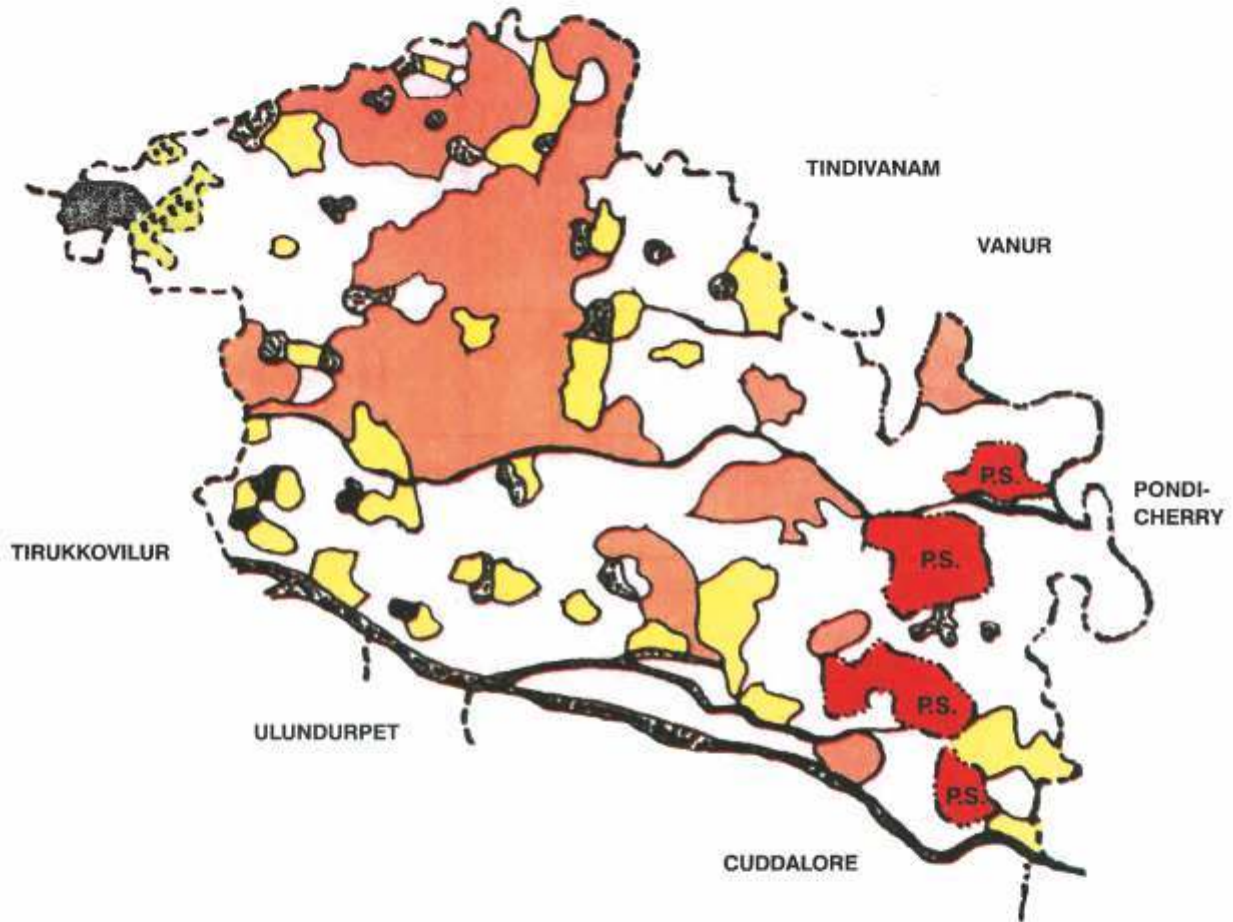 TINDIVANAM
VANUR
P.S.
PONDI-
CHERRY
TIRUKKOVILUR
P.S.
P.S.
ULUNDURPET
P.S.
CUDDALORE